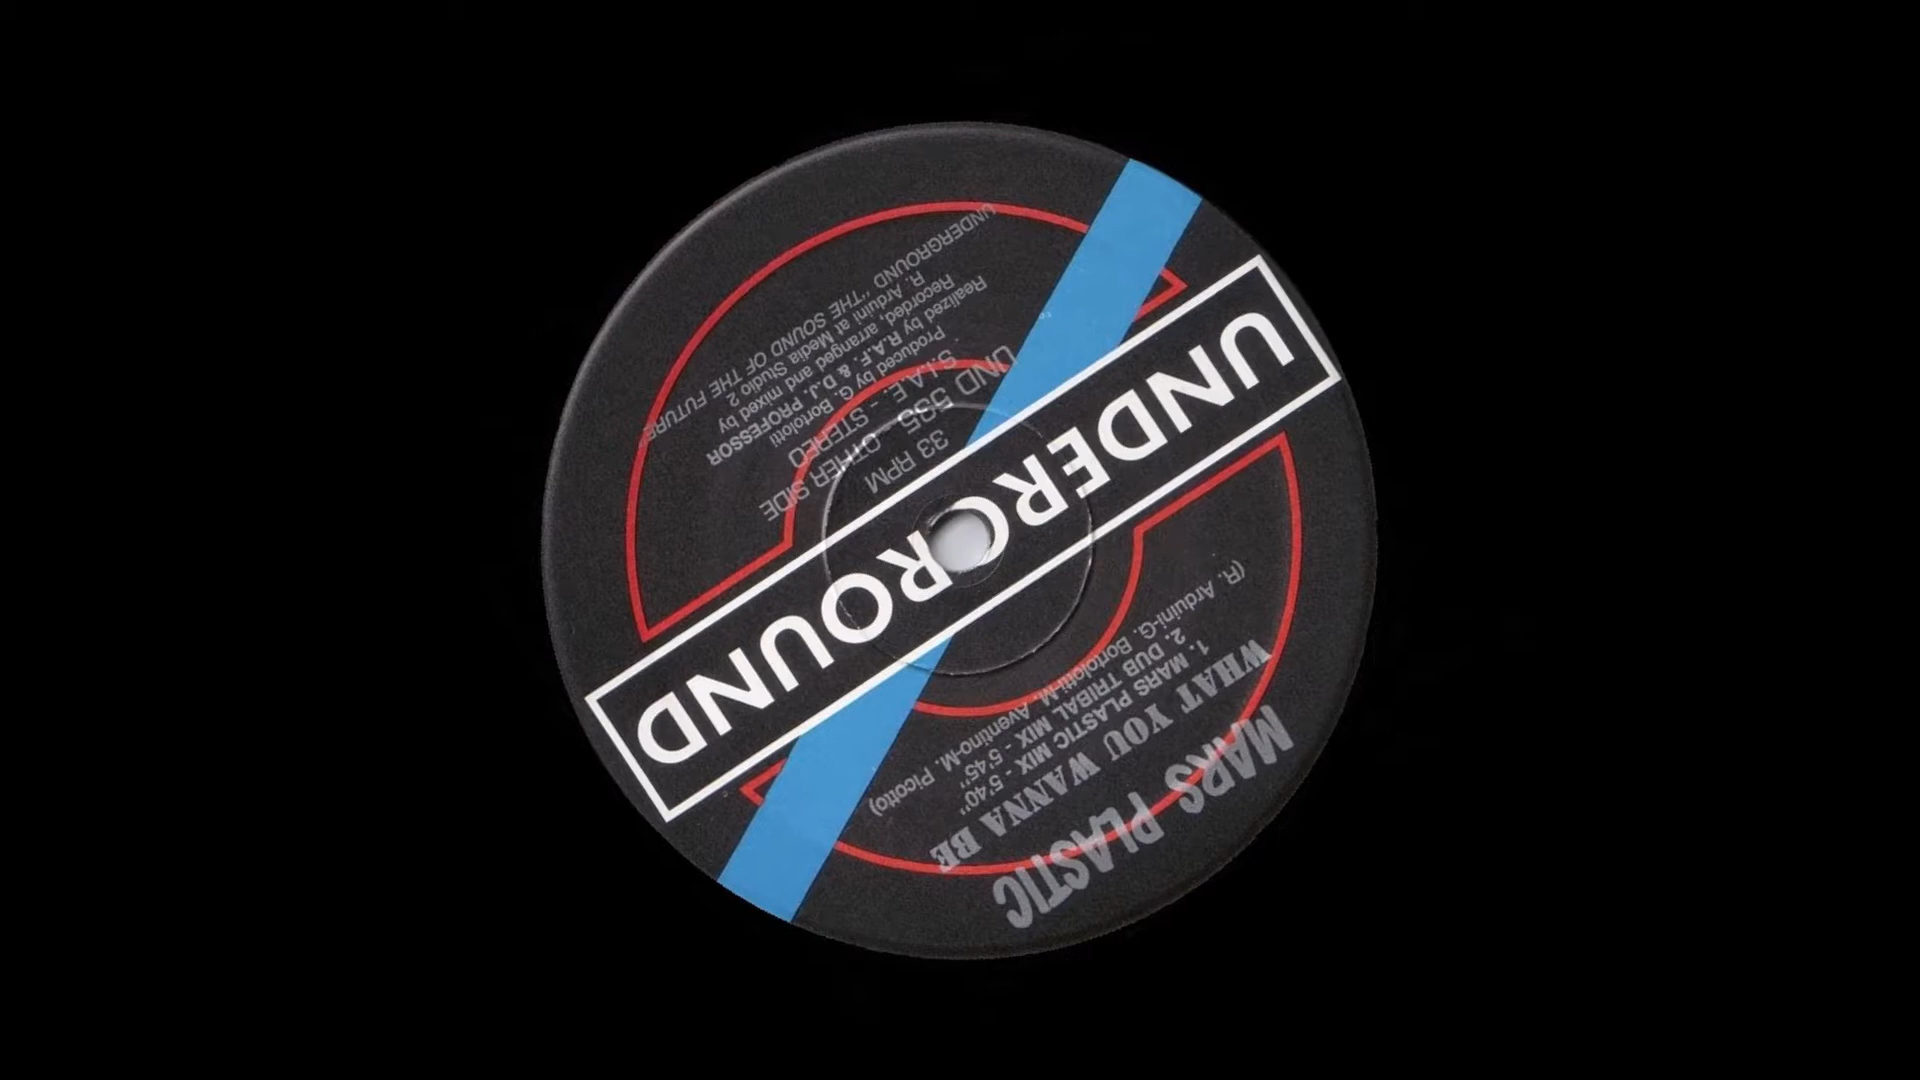 MARS PLASTIC
WHAT YOU WANNA BE
1. MARS PLASTIC MIX - 5'40"
2. DUB TRIBAL MIX - 5'45"
(R. Arduini-G. Bortolotti-M. Aventino-M. Picotto)
UNDERGROUND
33 RPM
UND - OTHER SIDE
S.I.A.E. - STEREO
Produced by G. Bortolotti
Realized by R.A.F. & D.J. PROFESSOR
Recorded, arranged and mixed by
R. Arduini at Media Studio 2
UNDERGROUND "THE SOUND OF THE FUTURE